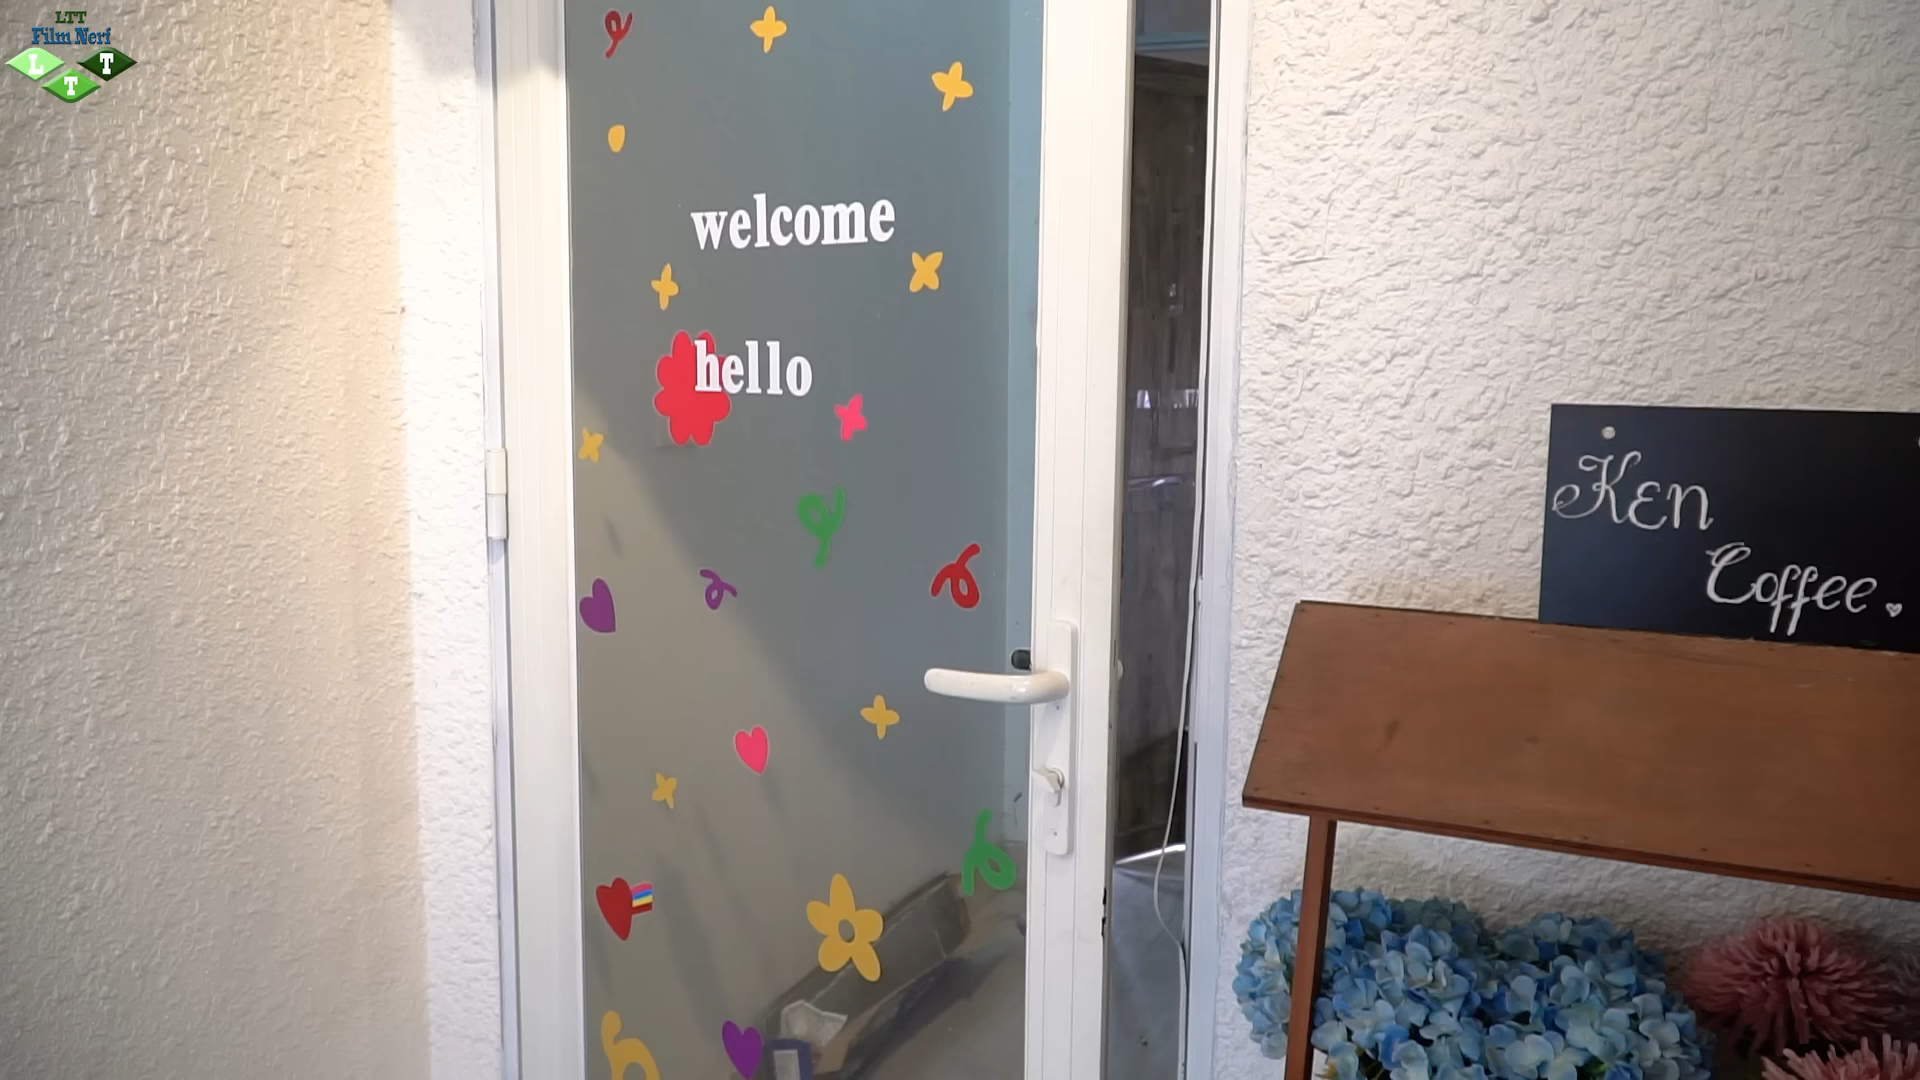 LTT
Film Nerf
L T T
welcome
hello
Ken
Coffee